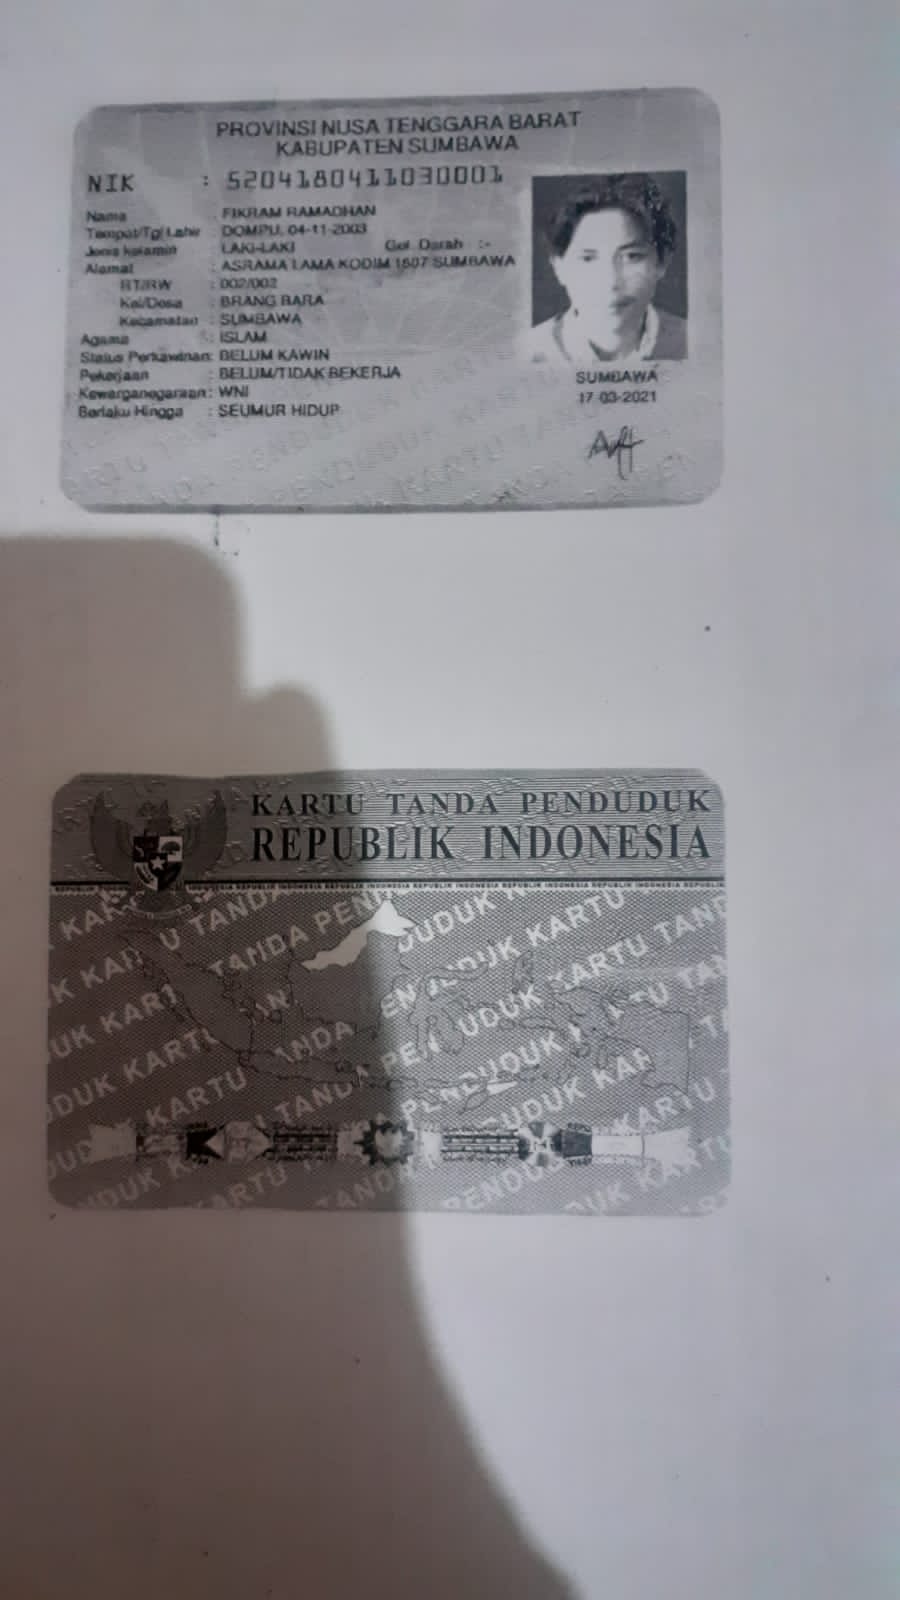 PROVINSI NUSA TENGGARA BARAT
KABUPATEN SUMBAWA
NIK : 5204180411030001
Nama : FIKRAM RAMADHAN
Tempat/Tgl Lahir : DOMPU, 04-11-2003
Jenis kelamin : LAKI-LAKI Gol. Darah :-
Alamat : ASRAMA LAMA KODIM 1607 SUMBAWA
RT/RW : 002/002
Kel/Desa : BRANG BARA
Kecamatan : SUMBAWA
Agama : ISLAM
Status Perkawinan: BELUM KAWIN
Pekerjaan : BELUM/TIDAK BEKERJA
Kewarganegaraan: WNI
Berlaku Hingga : SEUMUR HIDUP
SUMBAWA
17-03-2021
KARTU TANDA PENDUDUK
REPUBLIK INDONESIA